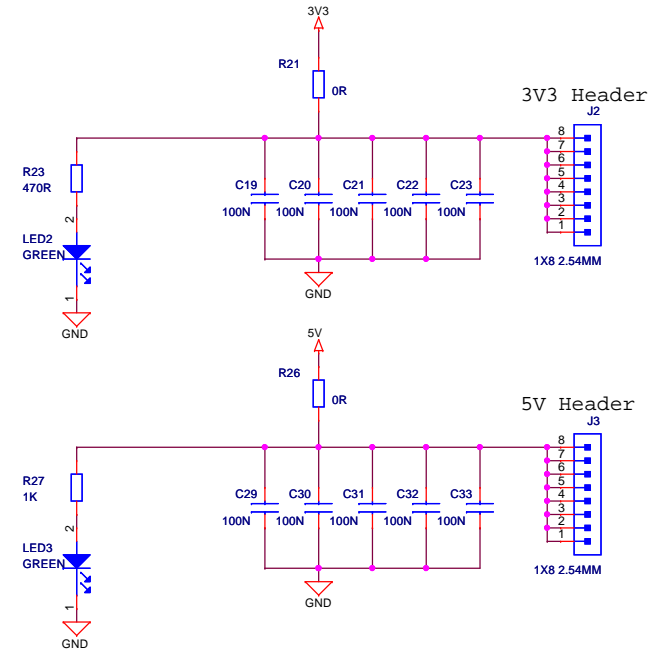 3V3
R21
0R
3V3 Header
J2
8
7
6
5
4
3
2
1
1X8 2.54MM
R23
470R
2
LED2
GREEN
1
GND
C19 C20 C21 C22 C23
100N 100N 100N 100N 100N
GND
5V
R26
0R
5V Header
J3
8
7
6
5
4
3
2
1
1X8 2.54MM
R27
1K
2
LED3
GREEN
1
GND
C29 C30 C31 C32 C33
100N 100N 100N 100N 100N
GND